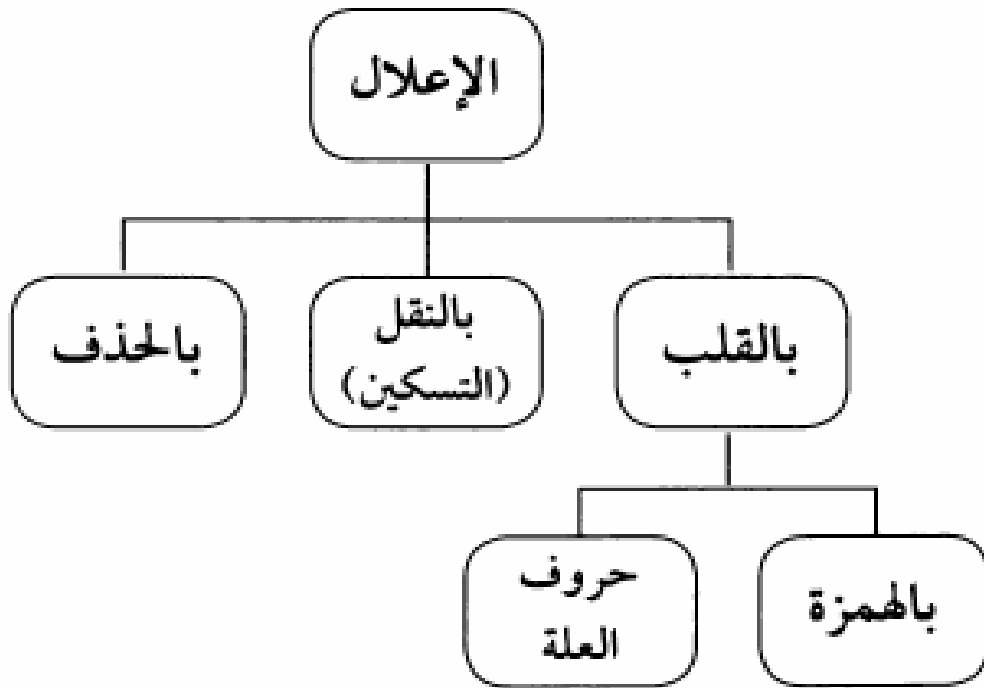 الإعلال
بالقلب
بالنقل
(التسكين)
بالحذف
بالهمزة
حروف
العلة